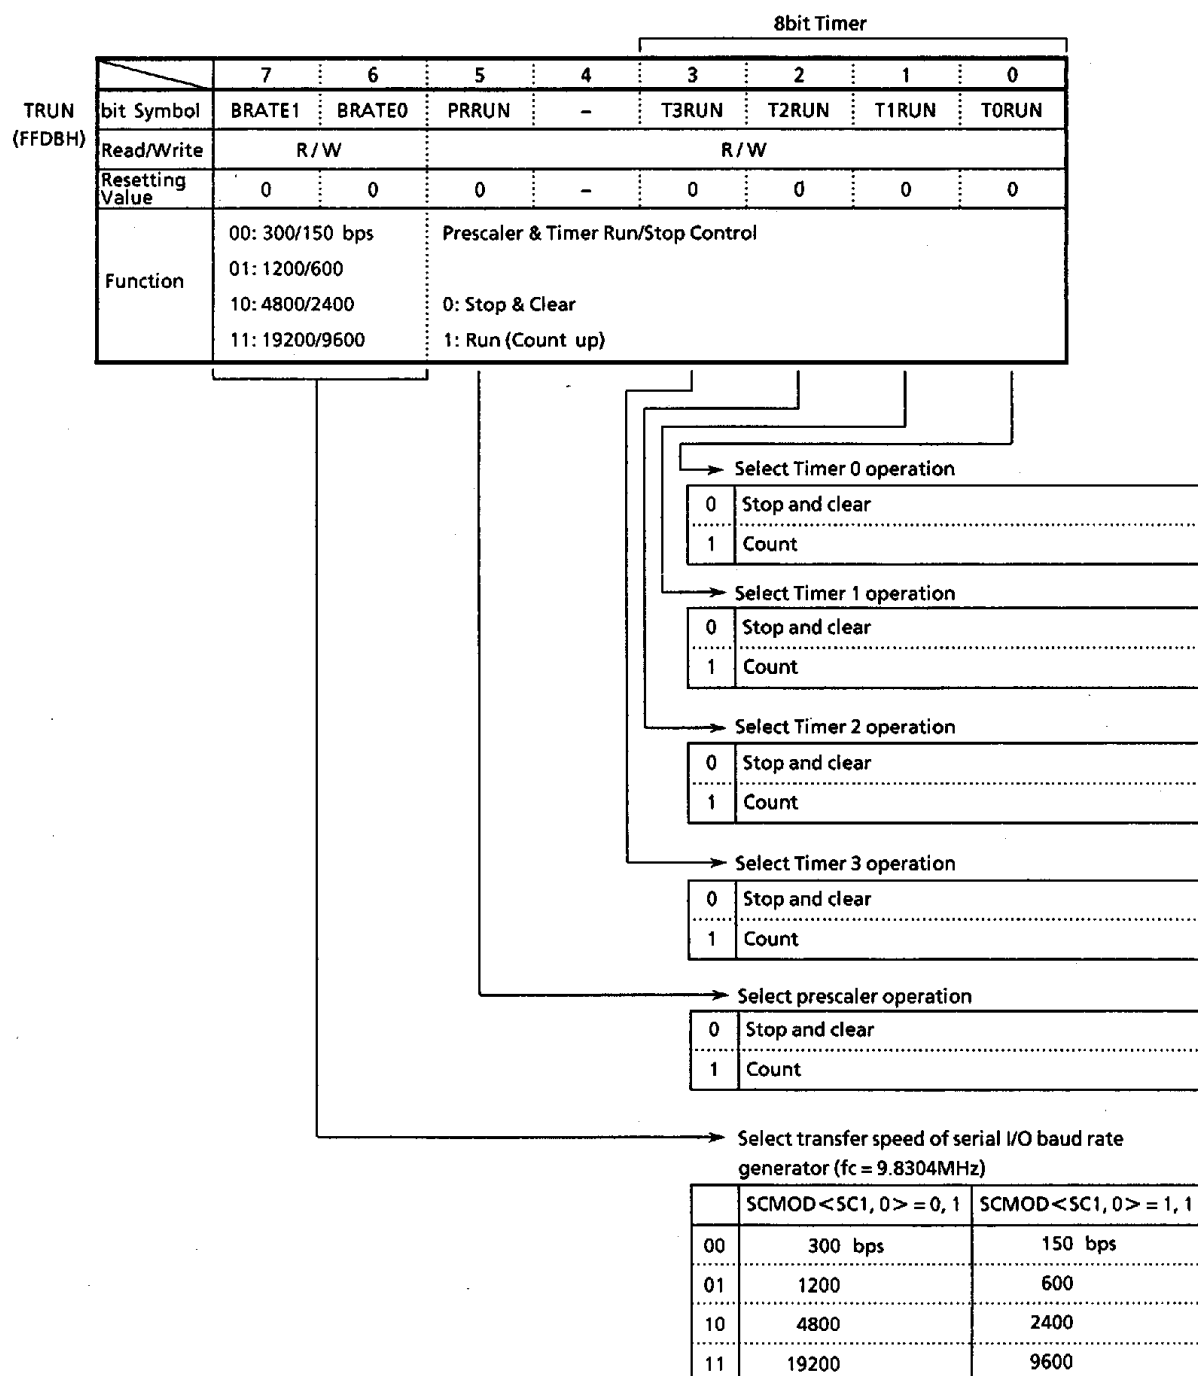 8bit Timer
7 6 5 4 3 2 1 0
TRUN (FFDBH)
bit Symbol BRATE1 BRATE0 PRRUN – T3RUN T2RUN T1RUN T0RUN
Read/Write R/W R/W
Resetting Value 0 0 0 – 0 0 0 0
Function
00: 300/150 bps Prescaler & Timer Run/Stop Control
01: 1200/600
10: 4800/2400 0: Stop & Clear
11: 19200/9600 1: Run (Count up)
Select Timer 0 operation
0 Stop and clear
1 Count
Select Timer 1 operation
0 Stop and clear
1 Count
Select Timer 2 operation
0 Stop and clear
1 Count
Select Timer 3 operation
0 Stop and clear
1 Count
Select prescaler operation
0 Stop and clear
1 Count
Select transfer speed of serial I/O baud rate
generator (fc = 9.8304MHz)
SCMOD<SC1, 0> = 0, 1 SCMOD<SC1, 0> = 1, 1
00 300 bps 150 bps
01 1200 600
10 4800 2400
11 19200 9600